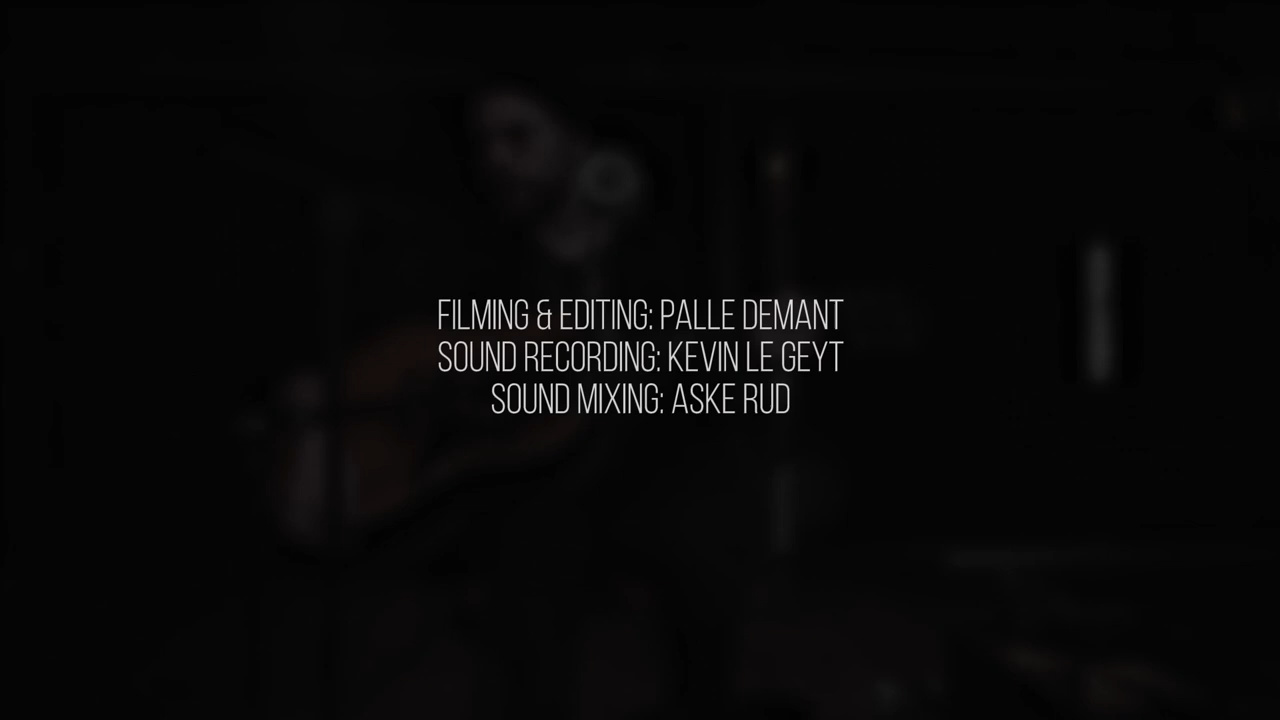 FILMING & EDITING: PALLE DEMANT
SOUND RECORDING: KEVIN LE GEYT
SOUND MIXING: ASKE RUD